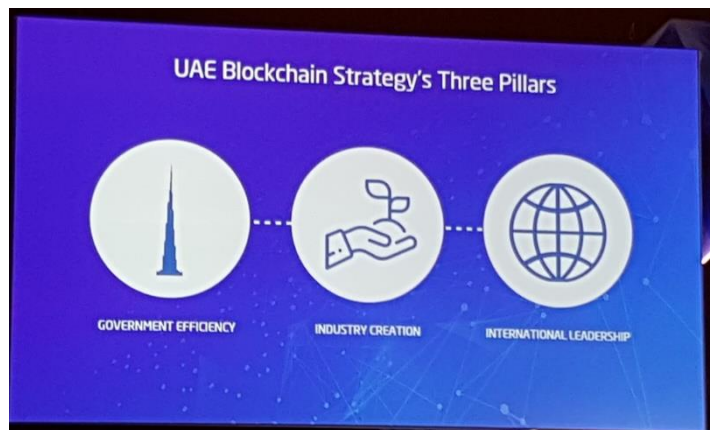 UAE Blockchain Strategy's Three Pillars
GOVERNMENT EFFICIENCY
INDUSTRY CREATION
INTERNATIONAL LEADERSHIP